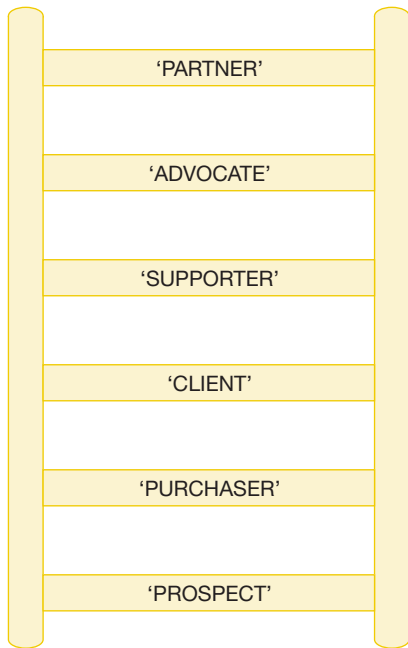 ‘PARTNER’
‘ADVOCATE’
‘SUPPORTER’
‘CLIENT’
‘PURCHASER’
‘PROSPECT’